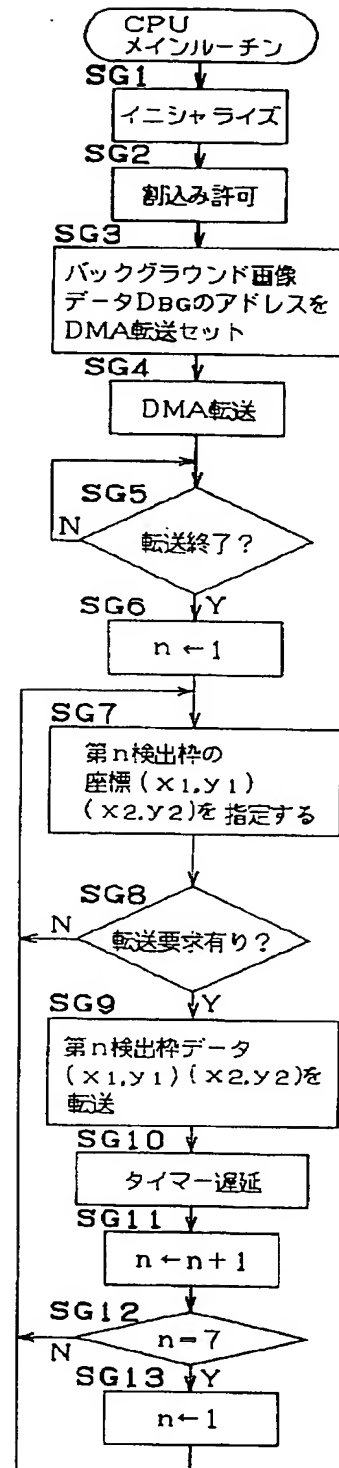 CPU
メインルーチン
SG1
イニシャライズ
SG2
割込み許可
SG3
バックグラウンド画像
データDBGのアドレスを
DMA転送セット
SG4
DMA転送
SG5
N
転送終了?
SG6
Y
n←1
SG7
第n検出枠の
座標(x1,y1)
(x2,y2)を指定する
SG8
N
転送要求有り?
SG9
Y
第n検出枠データ
(x1,y1)(x2,y2)を
転送
SG10
タイマー遅延
SG11
n←n+1
SG12
n=7
N
SG13
Y
n←1